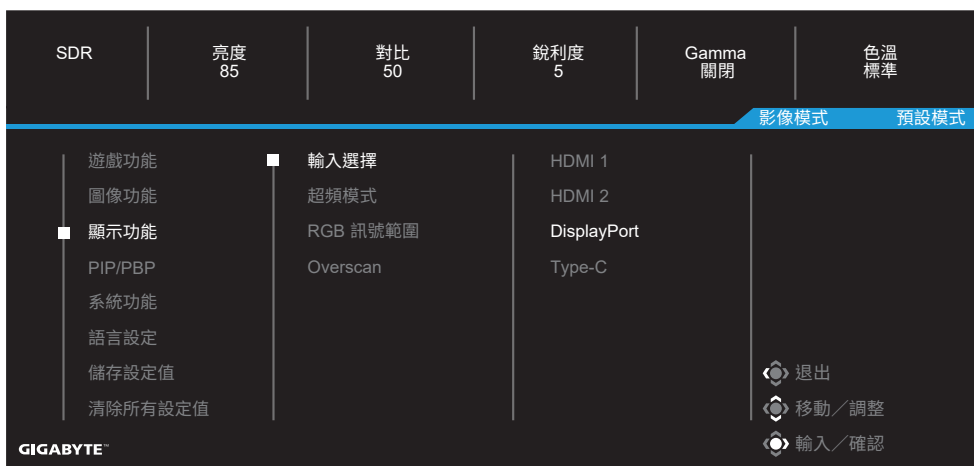 SDR
亮度
85
對比
50
銳利度
5
Gamma
關閉
色溫
標準
影像模式 預設模式
遊戲功能 輸入選擇 HDMI 1
圖像功能 超頻模式 HDMI 2
顯示功能 RGB 訊號範圍 DisplayPort
PIP/PBP Overscan Type-C
系統功能
語言設定
儲存設定值 退出
清除所有設定值 移動／調整
GIGABYTE™ 輸入／確認